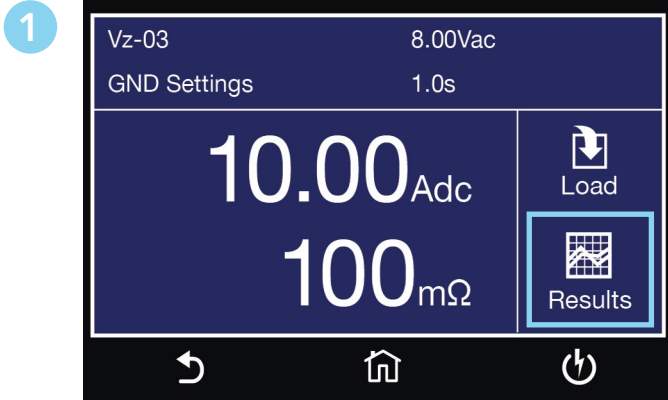 1
Vz-03 8.00Vac
GND Settings 1.0s
10.00Adc
Load
100mΩ
Results